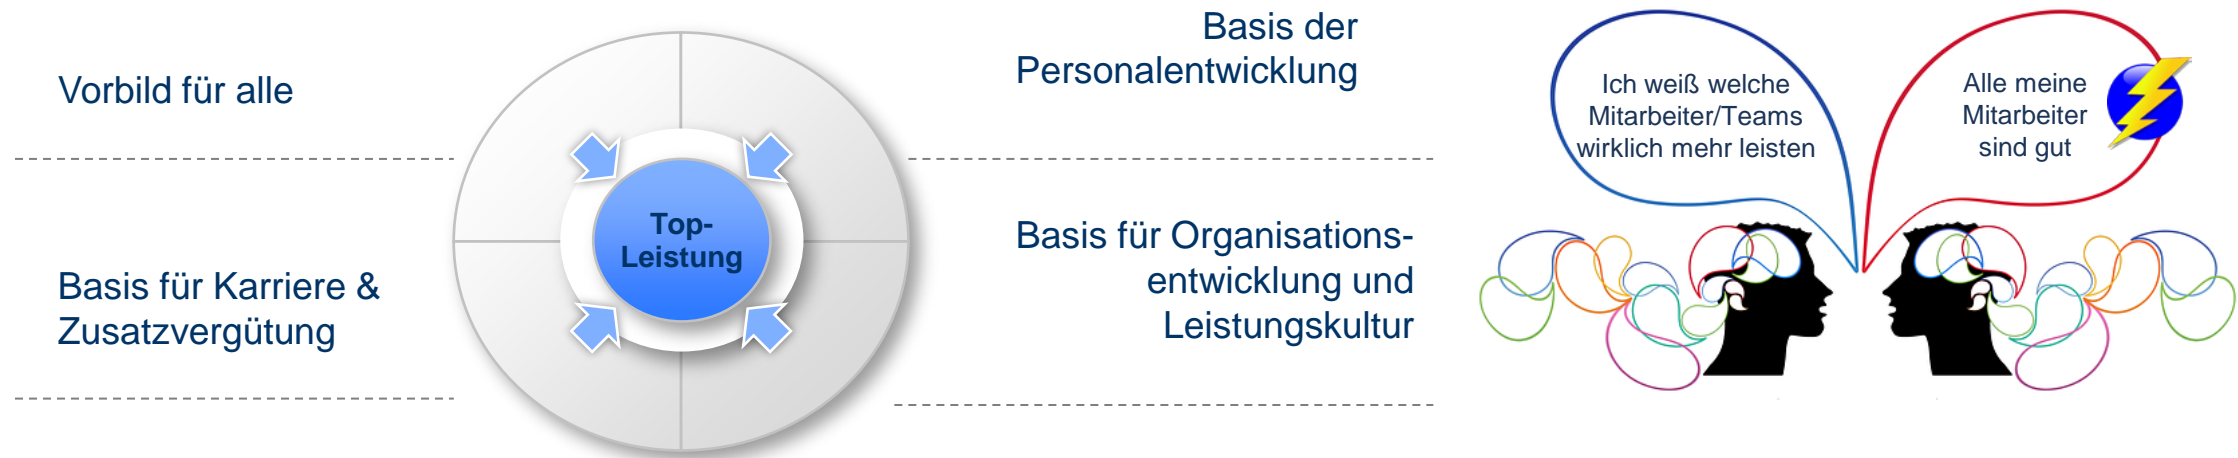 Vorbild für alle
Basis für Karriere &
Zusatzvergütung
Top-
Leistung
Basis der
Personalentwicklung
Basis für Organisations-
entwicklung und
Leistungskultur
Ich weiß welche
Mitarbeiter/Teams
wirklich mehr leisten
Alle meine
Mitarbeiter
sind gut